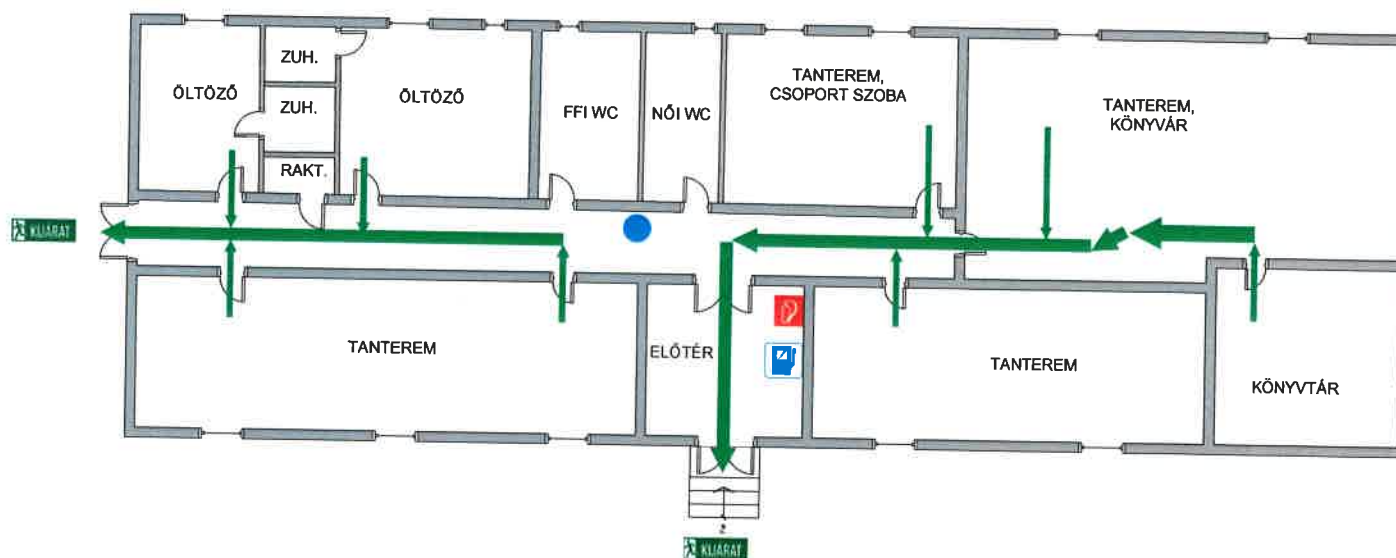 ZUH.
ÖLTÖZŐ
ÖLTÖZŐ
ZUH.
RAKT.
FFI WC
NŐI WC
TANTEREM,
CSOPORT SZOBA
TANTEREM,
KÖNYVÁR
KIJÁRAT
TANTEREM
ELŐTÉR
TANTEREM
KÖNYVTÁR
2
KIJÁRAT